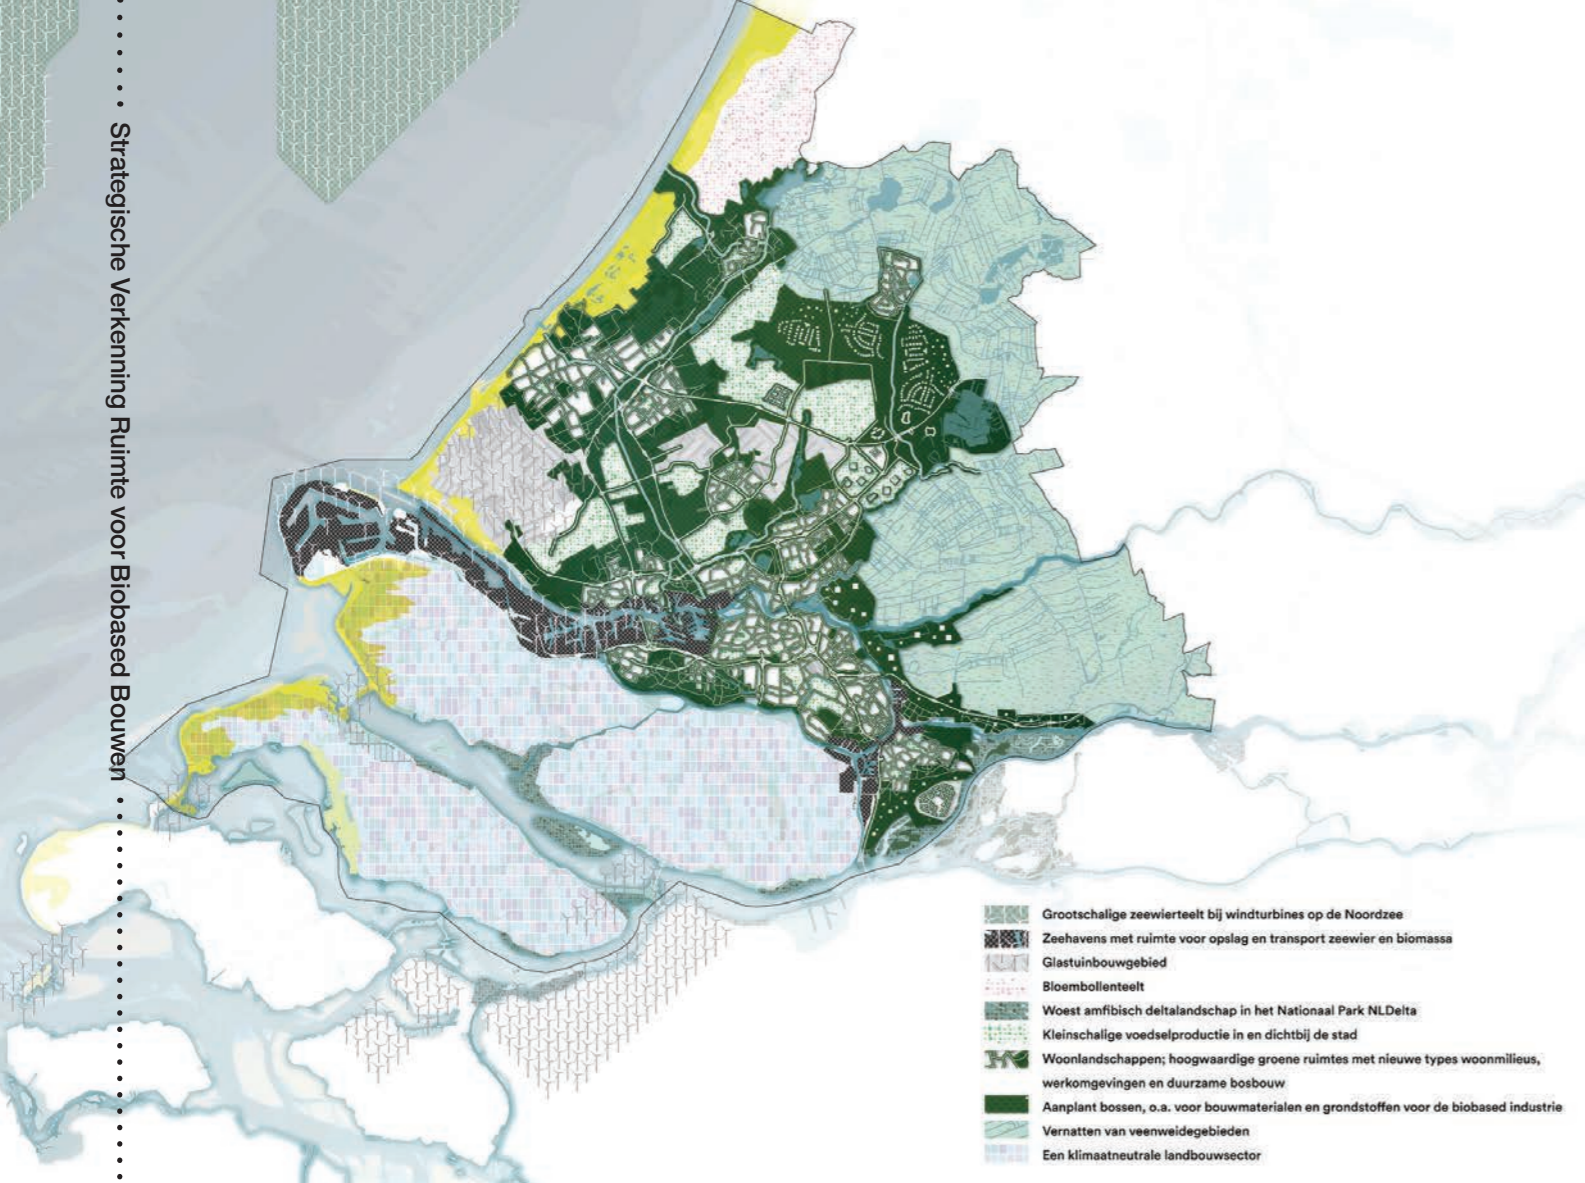 Strategische Verkenning Ruimte voor Biobased Bouwen
Grootschalige zeewierteelt bij windturbines op de Noordzee
Zeehavens met ruimte voor opslag en transport zeewier en biomassa
Glastuinbouwgebied
Bloembollenteelt
Woest amfibisch deltalandschap in het Nationaal Park NLDelta
Kleinschalige voedselproductie in en dichtbij de stad
Woonlandschappen; hoogwaardige groene ruimtes met nieuwe types woonmilieus,
werkomgevingen en duurzame bosbouw
Aanplant bossen, o.a. voor bouwmaterialen en grondstoffen voor de biobased industrie
Vernatten van veenweidegebieden
Een klimaatneutrale landbouwsector